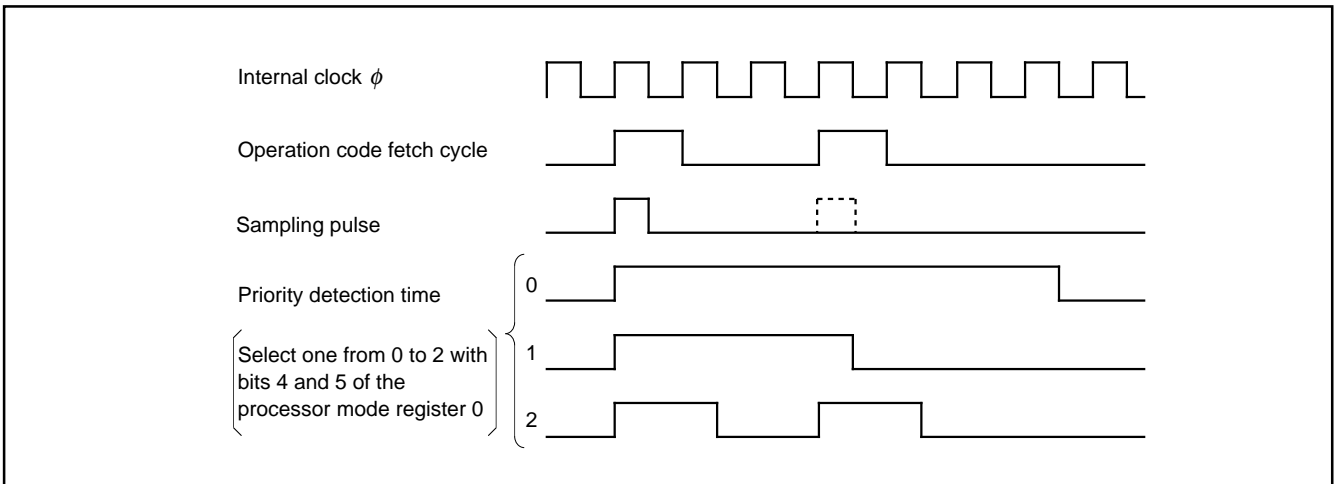 Internal clock ϕ
Operation code fetch cycle
Sampling pulse
Priority detection time
Select one from 0 to 2 with
bits 4 and 5 of the
processor mode register 0
0
1
2